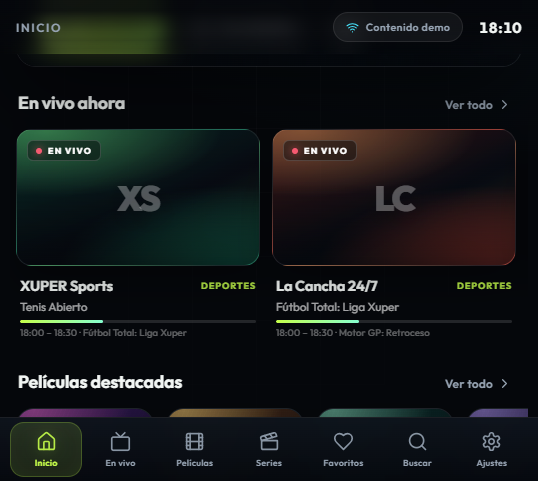 INICIO
Contenido demo
18:10
En vivo ahora
Ver todo
EN VIVO
XS
EN VIVO
LC
XUPER Sports
DEPORTES
Tenis Abierto
18:00 – 18:30 · Fútbol Total: Liga Xuper
La Cancha 24/7
DEPORTES
Fútbol Total: Liga Xuper
18:00 – 18:30 · Motor GP: Retroceso
Películas destacadas
Ver todo
Inicio
En vivo
Películas
Series
Favoritos
Buscar
Ajustes